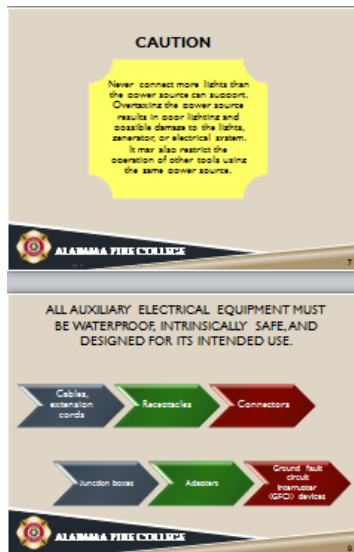 CAUTION
Never connect more lights than
the power source can support.
Overtaxing the power source
results in poor lighting and
possible damage to the lights,
generator, or electrical system.
It may also restrict the
operation of other tools using
the same power source.
ALABAMA FIRE COLLEGE
7
ALL AUXILIARY ELECTRICAL EQUIPMENT MUST
BE WATERPROOF, INTRINSICALLY SAFE, AND
DESIGNED FOR ITS INTENDED USE.
Cables,
extension
cords
Receptacles
Connectors
Junction boxes
Adapters
Ground fault
circuit
interrupter
(GFCI) devices
ALABAMA FIRE COLLEGE